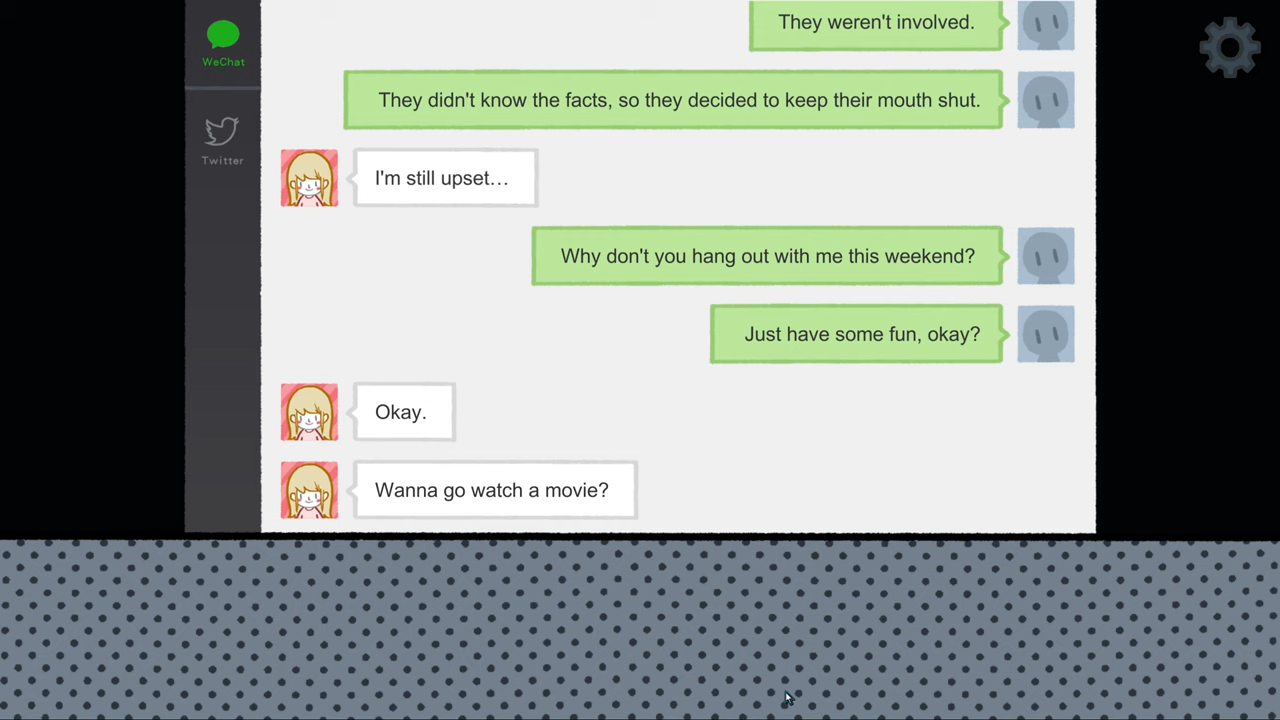 WeChat
Twitter
They weren't involved.
They didn't know the facts, so they decided to keep their mouth shut.
I'm still upset…
Why don't you hang out with me this weekend?
Just have some fun, okay?
Okay.
Wanna go watch a movie?